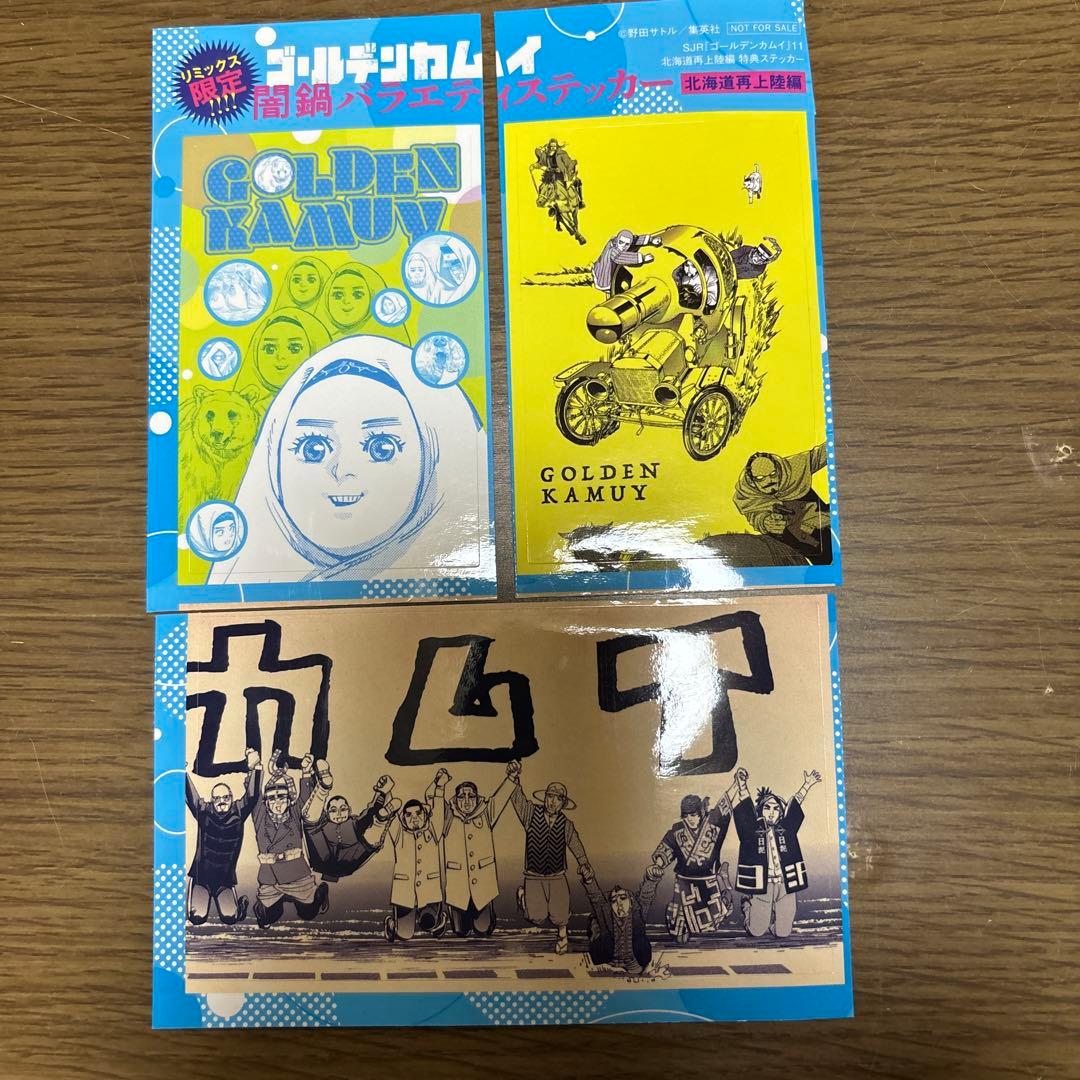 リミックス
限定!!!!
ゴールデンカムイ
闇鍋バラエティステッカー
©野田サトル/集英社 NOT FOR SALE
SJR『ゴールデンカムイ』11
北海道再上陸編 特典ステッカー
北海道再上陸編
GOLDEN
KAMUY
GOLDEN
KAMUY
カムイ